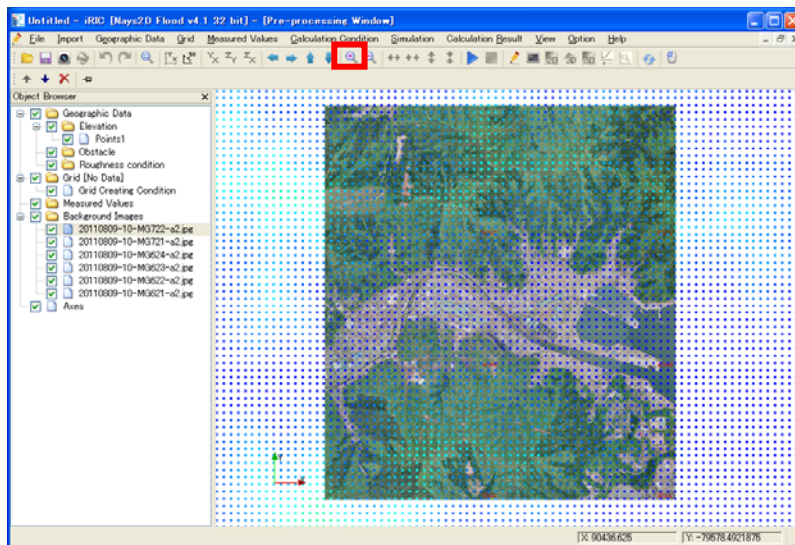 Untitled - iRIC [Nays2D Flood v4.1 32 bit] - [Pre-processing Window]
File Import Geographic Data Grid Measured Values Calculation Condition Simulation Calculation Result View Option Help
Object Browser
Geographic Data
Elevation
Points1
Obstacle
Roughness condition
Grid [No Data]
Grid Creating Condition
Measured Values
Background Images
20110809-10-MG722-a2.jpg
20110809-10-MG721-a2.jpg
20110809-10-MG624-a2.jpg
20110809-10-MG623-a2.jpg
20110809-10-MG622-a2.jpg
20110809-10-MG621-a2.jpg
Axes
Y
X: 90436.625 Y: -79578.4921875